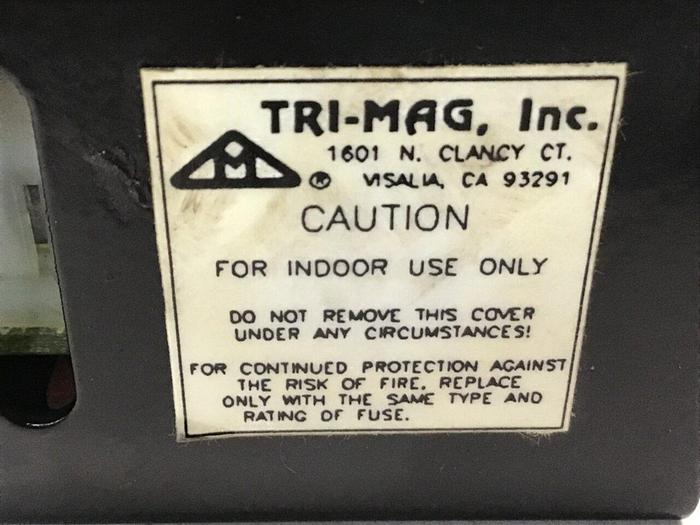 TRI-MAG, Inc.
1601 N. CLANCY CT.
® VISALIA, CA 93291
CAUTION
FOR INDOOR USE ONLY
DO NOT REMOVE THIS COVER
UNDER ANY CIRCUMSTANCES!
FOR CONTINUED PROTECTION AGAINST
THE RISK OF FIRE. REPLACE
ONLY WITH THE SAME TYPE AND
RATING OF FUSE.